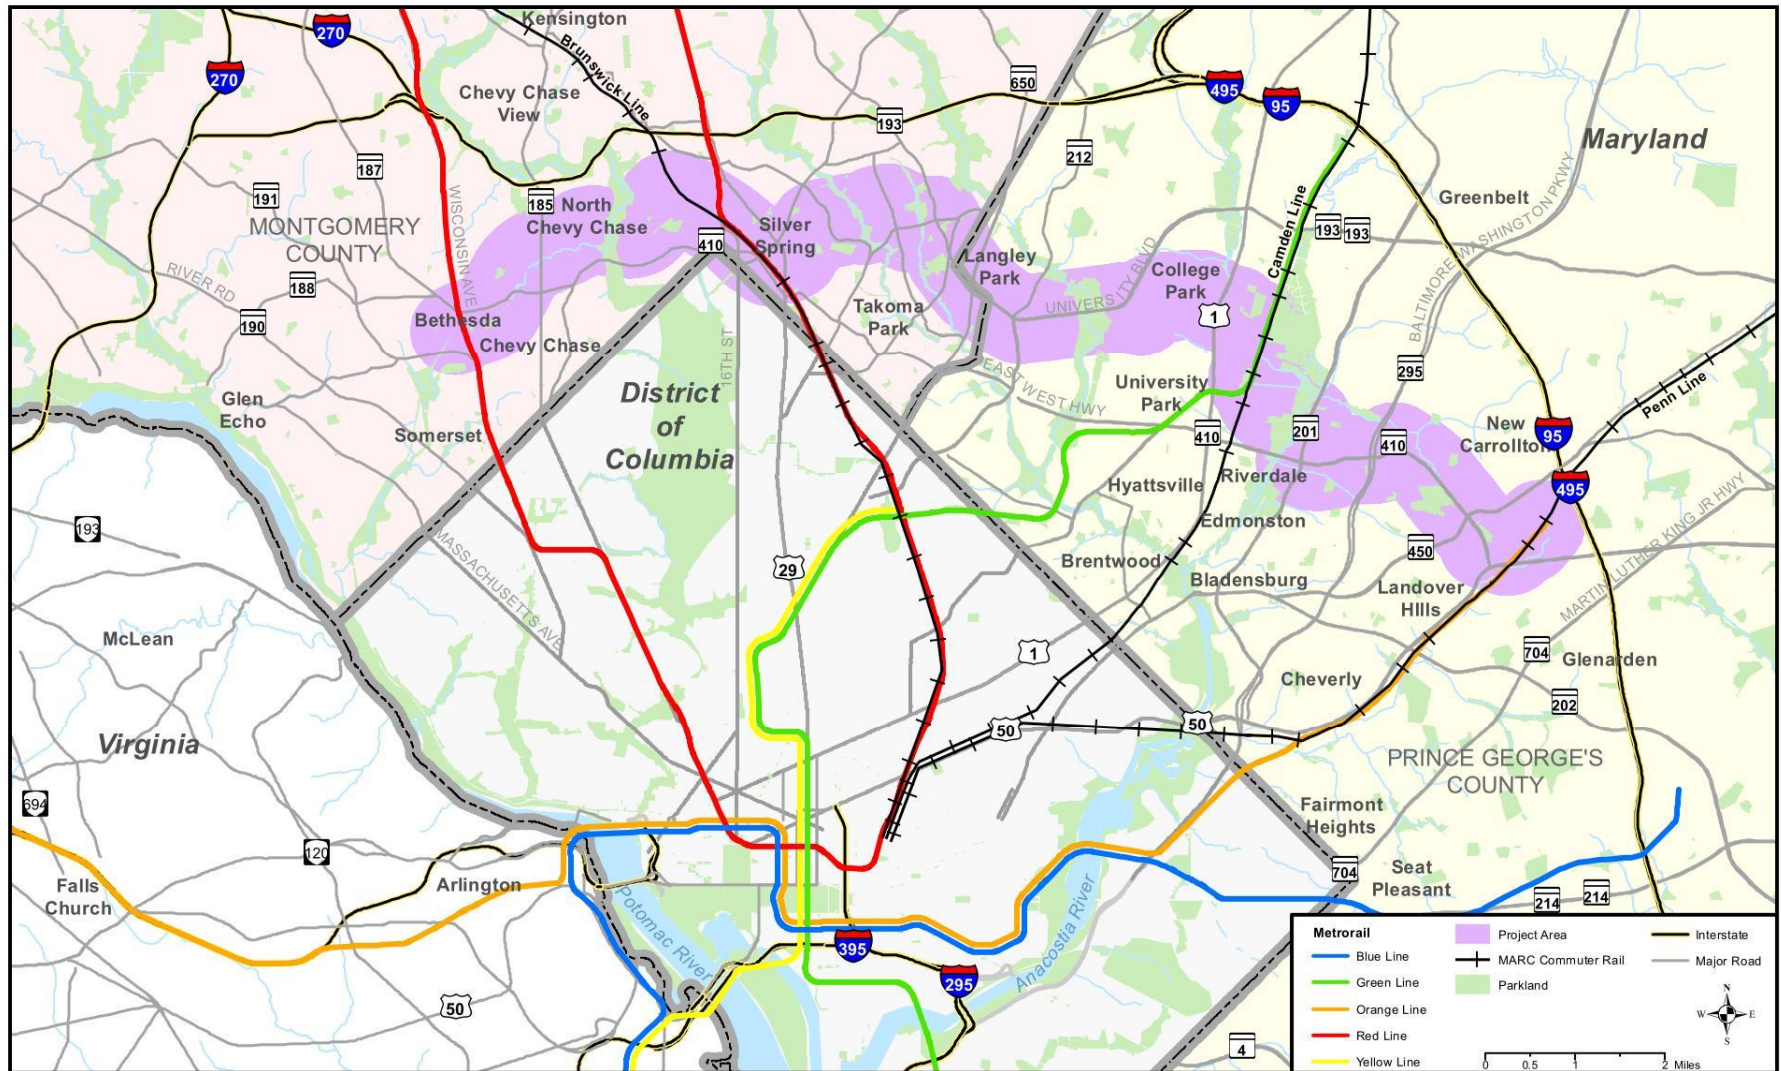 Kensington
270
270
Brunswick Line
Chevy Chase
View
650
495
95
193
Maryland
212
187
191
185
North
Chevy Chase
MONTGOMERY
COUNTY
WISCONSIN AVE
410
Silver
Spring
Langley
Park
Camden Line
193
193
Greenbelt
BALTIMORE WASHINGTON PKWY
College
Park
UNIVERSITY BLVD
1
RIVER RD
188
190
Bethesda
Chevy Chase
Takoma
Park
16TH ST
EAST WEST HWY
295
Penn Line
Glen
Echo
Somerset
District
of
Columbia
University
Park
410
201
410
New
Carrollton
95
495
Hyattsville
Riverdale
Edmonston
193
MASSACHUSETTS AVE
29
Brentwood
Bladensburg
450
Landover
HIlls
MARTIN LUTHER KING JR HWY
McLean
1
704
Glenarden
Cheverly
202
Virginia
50
50
PRINCE GEORGE'S
COUNTY
694
120
Fairmont
Heights
704
Seat
Pleasant
214
214
Falls
Church
Arlington
Potomac River
Anacostia River
395
295
50
4
Metrorail
Blue Line
Green Line
Orange Line
Red Line
Yellow Line
Project Area
MARC Commuter Rail
Parkland
Interstate
Major Road
N
W
E
S
0 0.5 1 2 Miles